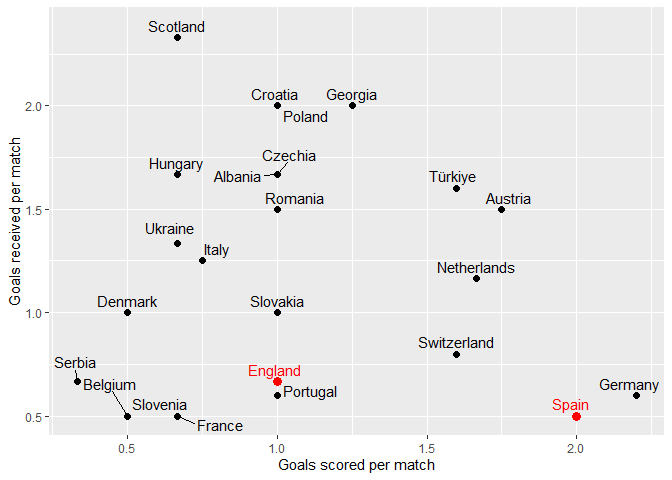 Scotland
Croatia
Georgia
2.0
Poland
Czechia
Hungary
Albania
Türkiye
Romania
Austria
1.5
Ukraine
Italy
Netherlands
Denmark
Slovakia
1.0
Switzerland
Serbia
England
Belgium
Portugal
Germany
Slovenia
Spain
0.5
France
Goals received per match
0.5
1.0
1.5
2.0
Goals scored per match